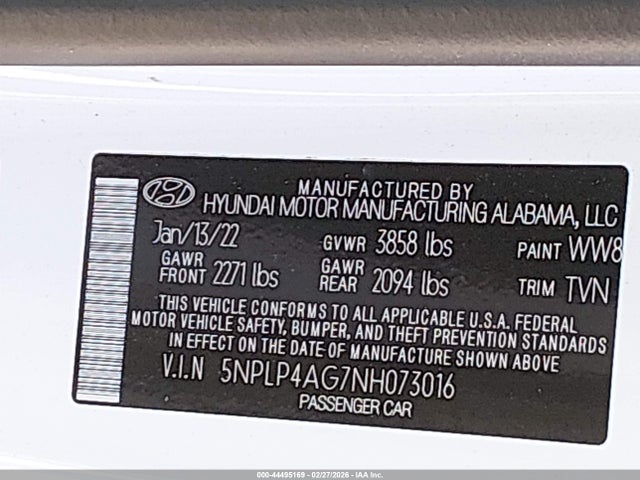 MANUFACTURED BY
HYUNDAI MOTOR MANUFACTURING ALABAMA, LLC
Jan/13/22 GVWR 3858 lbs PAINT WW8
GAWR FRONT 2271 lbs GAWR REAR 2094 lbs TRIM TVN
THIS VEHICLE CONFORMS TO ALL APPLICABLE U.S.A. FEDERAL
MOTOR VEHICLE SAFETY, BUMPER, AND THEFT PREVENTION STANDARDS
IN EFFECT ON THE DATE OF MANUFACTURE SHOWN ABOVE
V.I.N 5NPLP4AG7NH073016
PASSENGER CAR
000-44495169 - 02/27/2026 - IAA Inc.